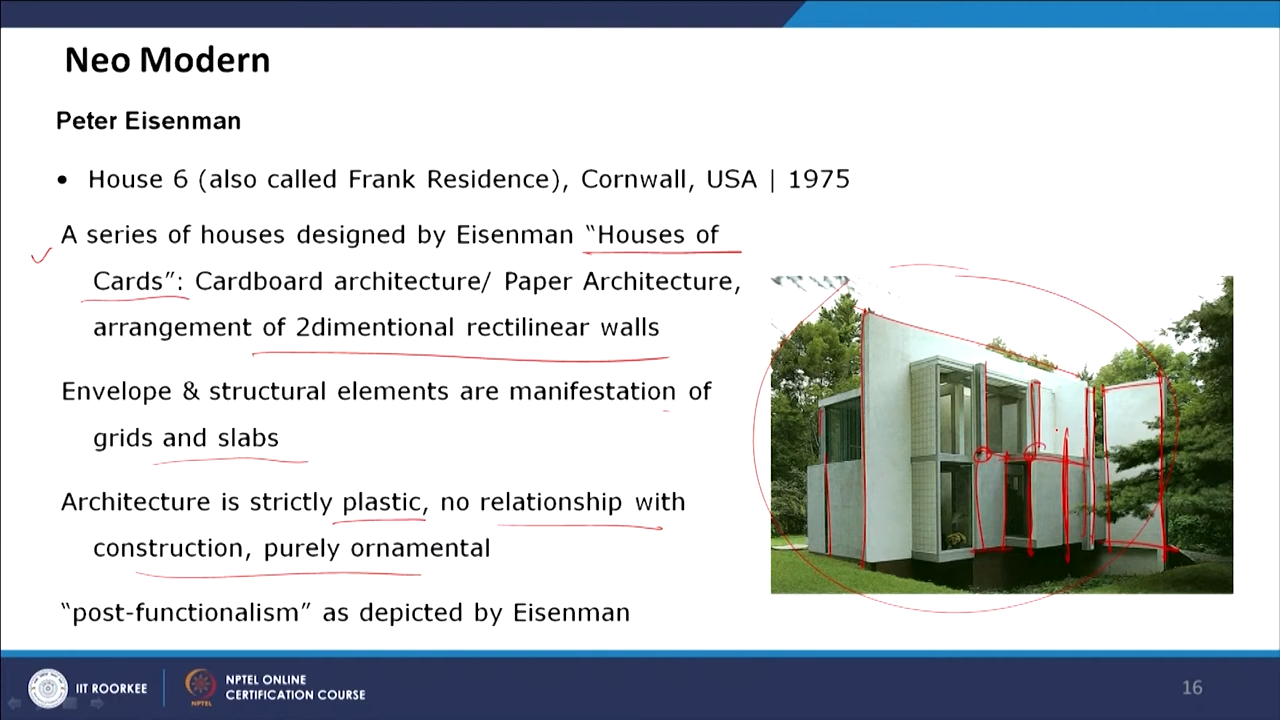 Neo Modern
Peter Eisenman
• House 6 (also called Frank Residence), Cornwall, USA | 1975
A series of houses designed by Eisenman “Houses of
Cards”: Cardboard architecture/ Paper Architecture,
arrangement of 2dimentional rectilinear walls
Envelope & structural elements are manifestation of
grids and slabs
Architecture is strictly plastic, no relationship with
construction, purely ornamental
“post-functionalism” as depicted by Eisenman
IIT ROORKEE
NPTEL
NPTEL ONLINE
CERTIFICATION COURSE
16